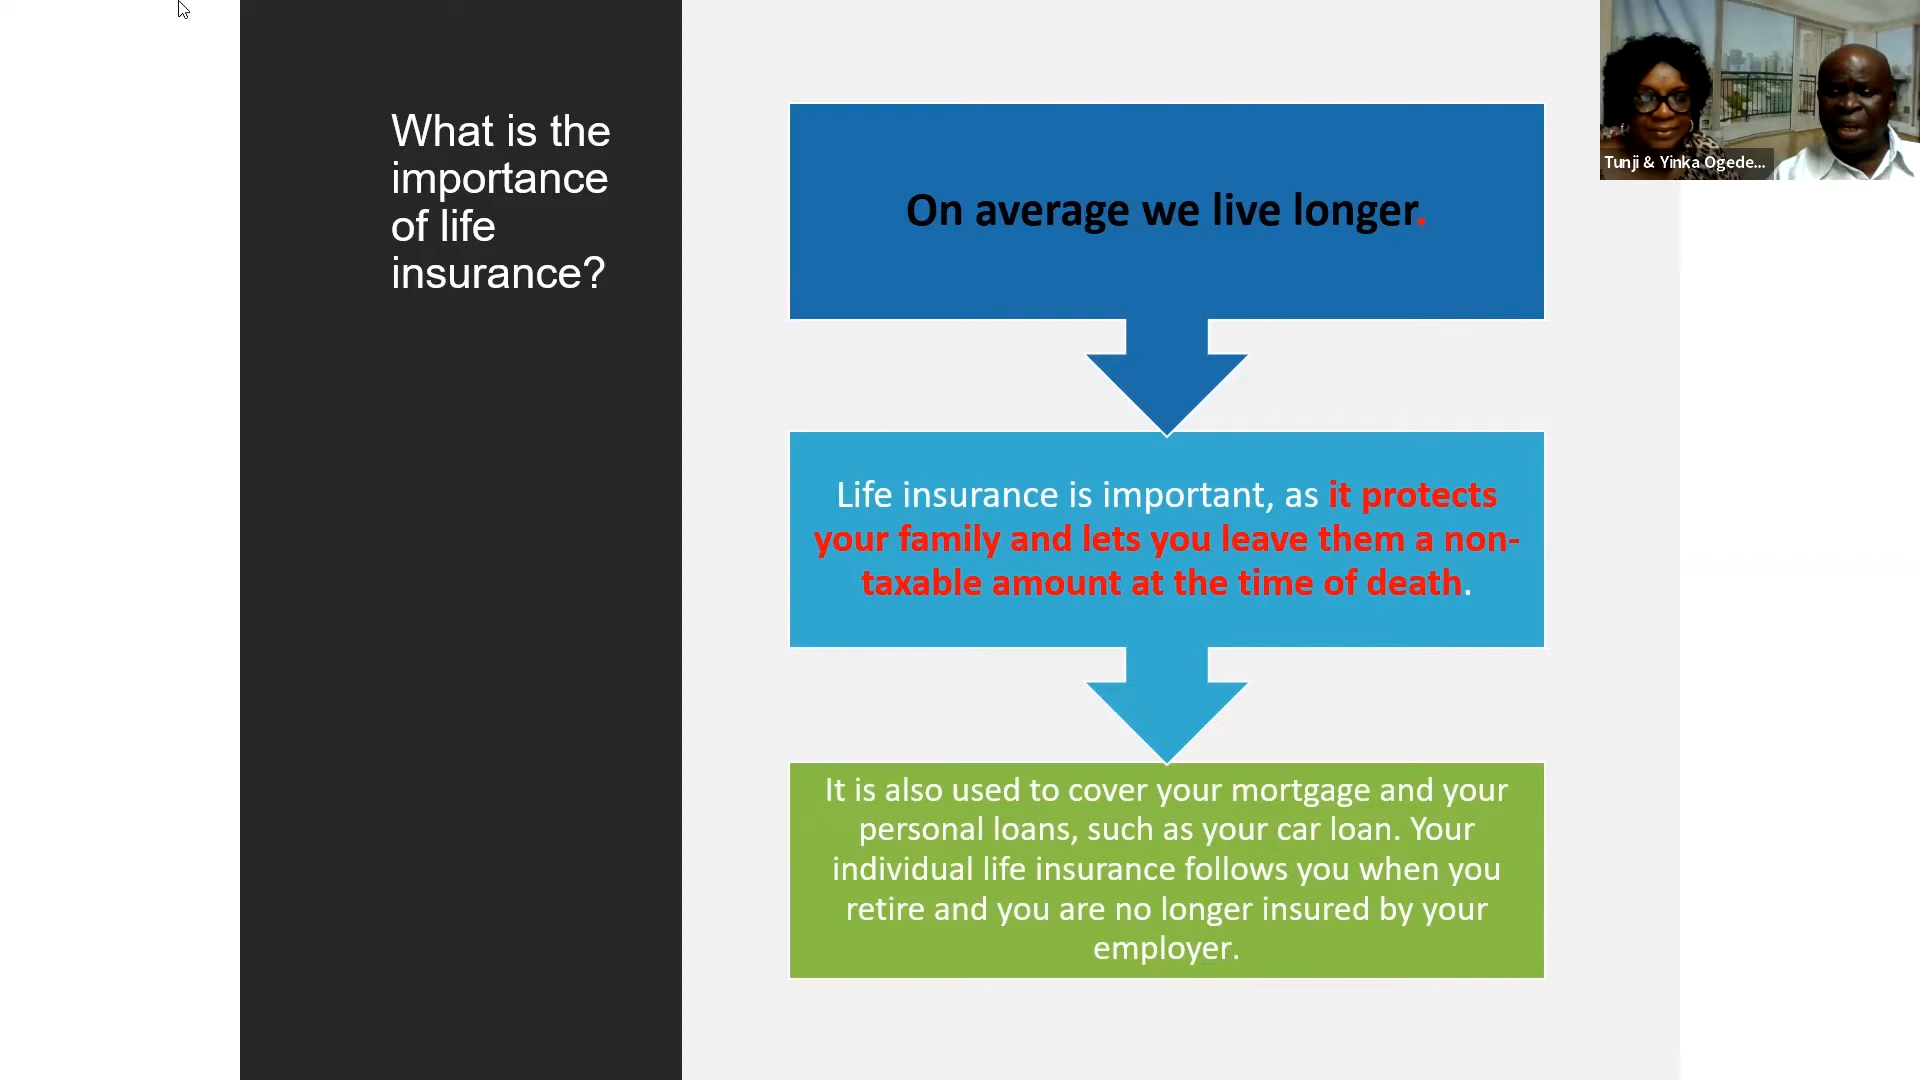 What is the
importance
of life
insurance?
On average we live longer.
Life insurance is important, as it protects
your family and lets you leave them a non-
taxable amount at the time of death.
It is also used to cover your mortgage and your
personal loans, such as your car loan. Your
individual life insurance follows you when you
retire and you are no longer insured by your
employer.
Tunji & Yinka Ogede...